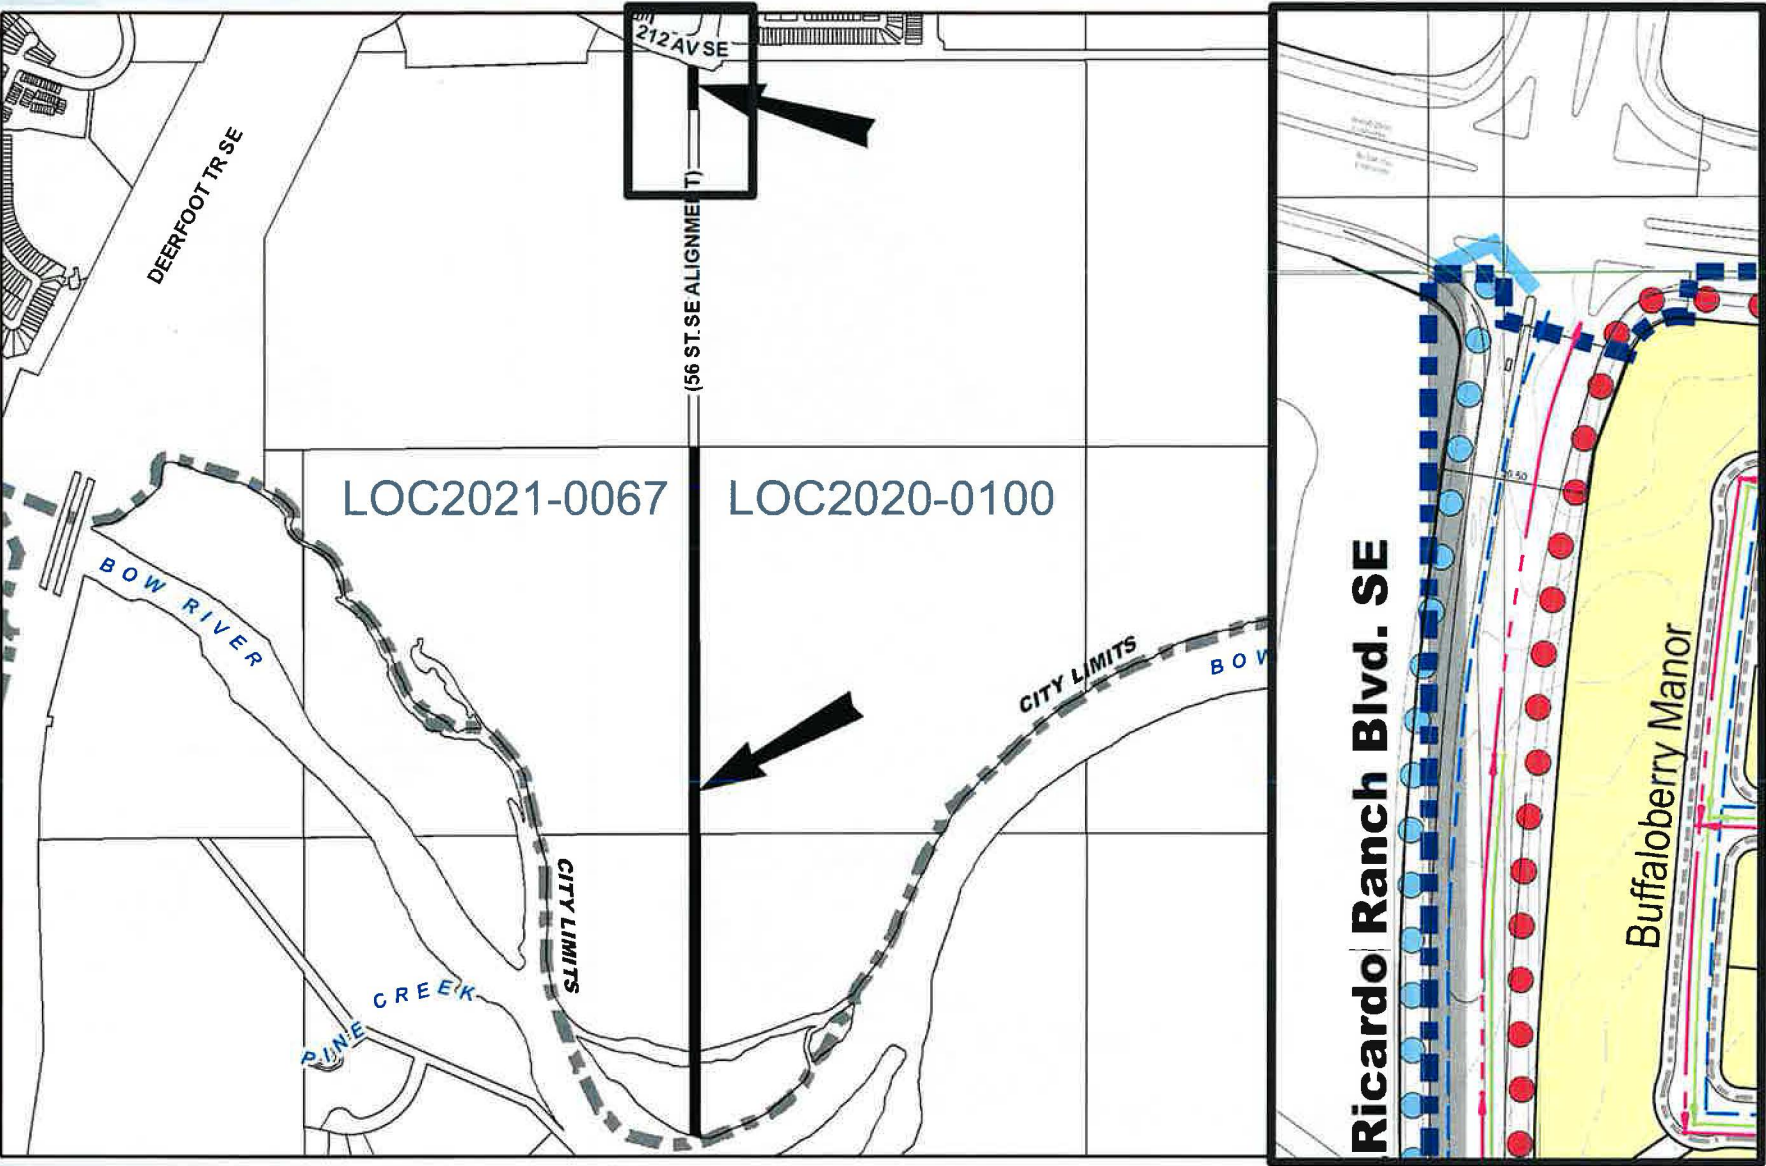 212 AV SE
DEERFOOT TR SE
(56 ST. SE ALIGNMENT)
LOC2021-0067
LOC2020-0100
BOW RIVER
CITY LIMITS
BOW
CITY LIMITS
PINE CREEK
Ricardo Ranch Blvd. SE
Buffaloberry Manor